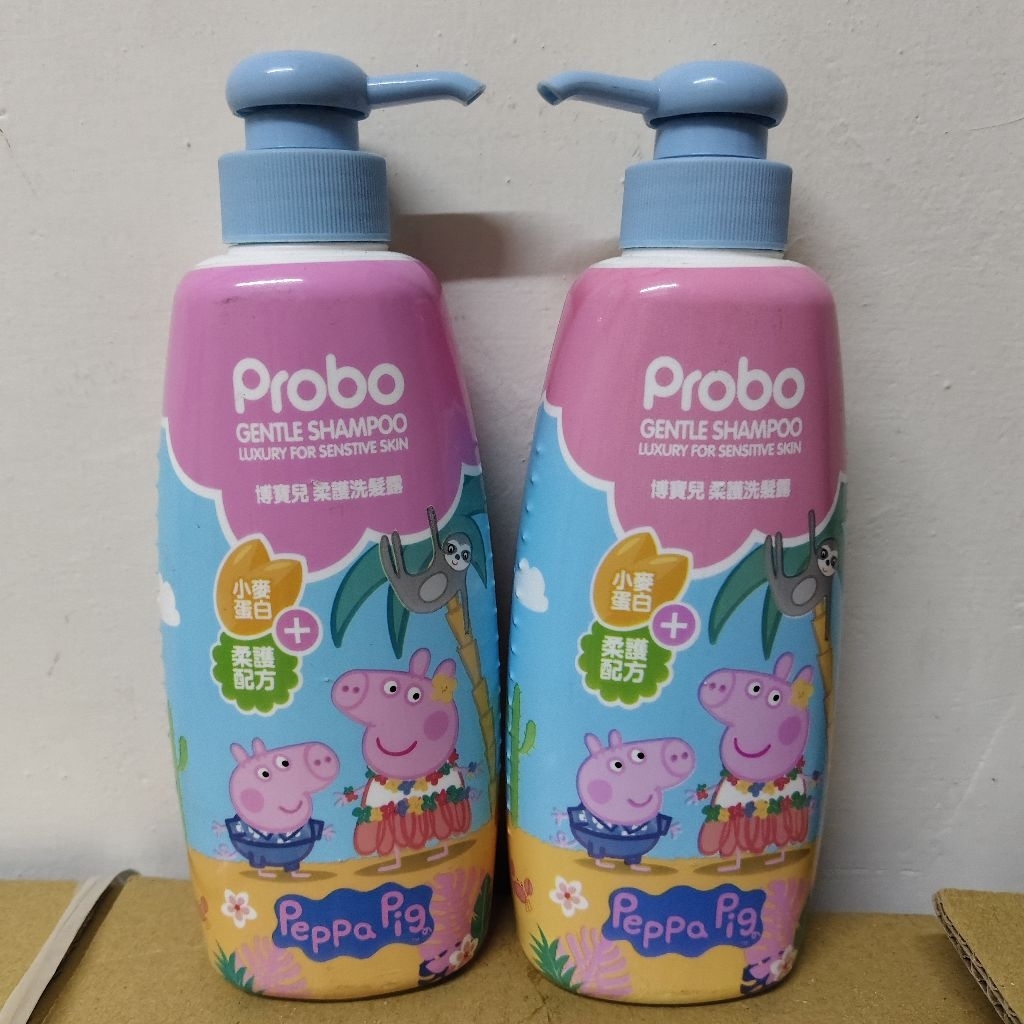 Probo
GENTLE SHAMPOO
LUXURY FOR SENSTIVE SKIN
博寶兒 柔護洗髮露
小麥
蛋白
+
柔護
配方
Peppa Pig
Probo
GENTLE SHAMPOO
LUXURY FOR SENSITIVE SKIN
博寶兒 柔護洗髮露
小麥
蛋白
+
柔護
配方
Peppa Pig